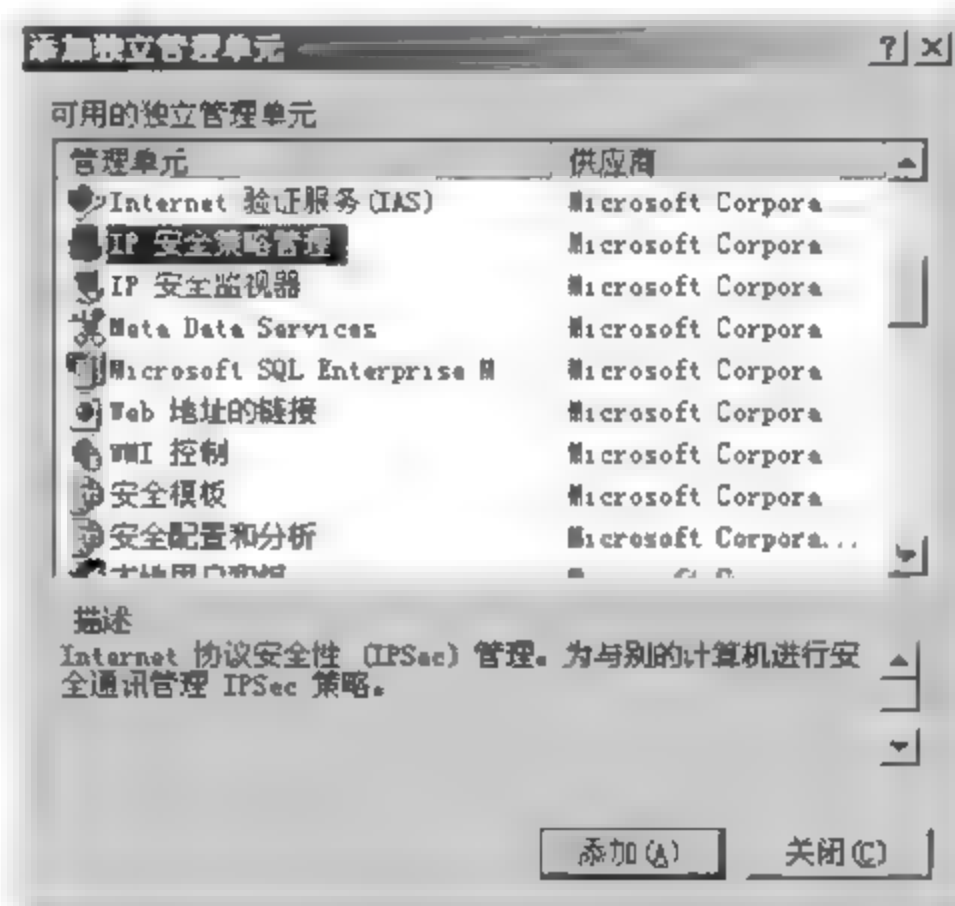 添加独立管理单元
可用的独立管理单元
管理单元 供应商
Internet 验证服务(IAS) Microsoft Corpora
IP 安全策略管理 Microsoft Corpora
IP 安全监视器 Microsoft Corpora
Meta Data Services Microsoft Corpora
Microsoft SQL Enterprise M Microsoft Corpora
Web 地址的链接 Microsoft Corpora
WMI 控制 Microsoft Corpora
安全模板 Microsoft Corpora
安全配置和分析 Microsoft Corpora...
描述
Internet 协议安全性 (IPSec) 管理。为与别的计算机进行安
全通讯管理 IPSec 策略。
添加(A) 关闭(C)